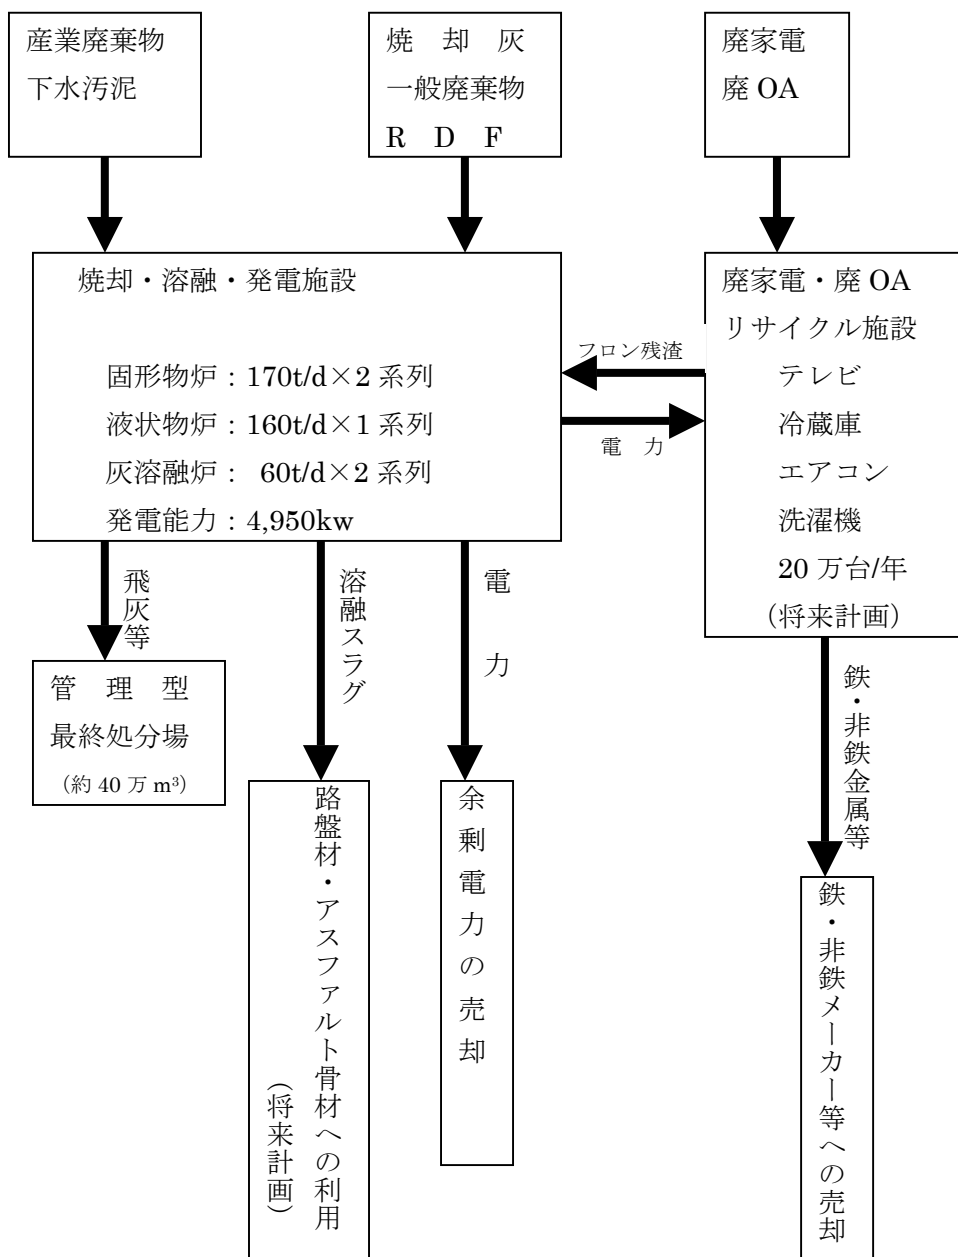 産業廃棄物
下水汚泥
焼 却 灰
一般廃棄物
R D F
廃家電
廃 OA
焼却・溶融・発電施設
固形物炉：170t/d×2 系列
液状物炉：160t/d×1 系列
灰溶融炉： 60t/d×2 系列
発電能力：4,950kw
フロン残渣
電 力
廃家電・廃 OA
リサイクル施設
テレビ
冷蔵庫
エアコン
洗濯機
20 万台/年
（将来計画）
飛灰等
溶融スラグ
電 力
鉄・非鉄金属等
管 理 型
最終処分場
（約 40 万 m³）
路盤材・アスファルト骨材への利用
（将来計画）
余剰電力の売却
鉄・非鉄メーカー等への売却